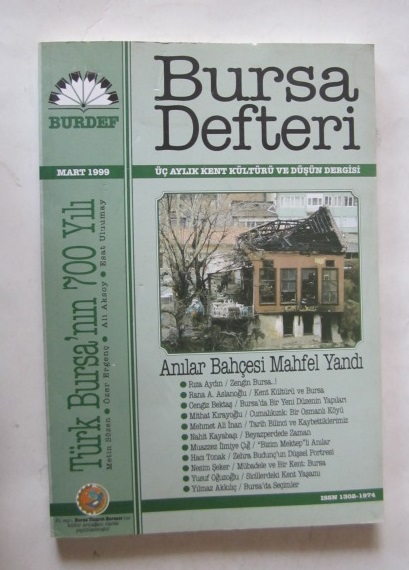 BURDEF
Bursa
Defteri
MART 1999
ÜÇ AYLIK KENT KÜLTÜRÜ VE DÜŞÜN DERGİSİ
Türk Bursa'nın 700 Yılı
Metin Sözen ● Özer Ergenç ● Ali Aksoy ● Esat Uluumay
Anılar Bahçesi Mahfel Yandı
● Rıza Aydın / Zengin Bursa..!
● Rana A. Aslanoğlu / Kent Kültürü ve Bursa
● Cengiz Bektaş / Bursa'da Bir Yeni Düzenin Yapıları
● Mithat Kırayoğlu / Cumalıkızık: Bir Osmanlı Köyü
● Mehmet Ali İnan / Tarih Bilinci ve Kaybettiklerimiz
● Nahit Kayabaşı / Beyazperdede Zaman
● Muazzez İlmiye Çığ / "Bizim Mektep"li Anılar
● Hacı Tonak / Zehra Budunç'un Düşsel Portresi
● Nesim Şeker / Mübadele ve Bir Kent: Bursa
● Yusuf Oğuzoğlu / Sicillerdeki Kent Yaşamı
● Yılmaz Akkılıç / Bursa'da Seçimler
ISSN 1302-1974